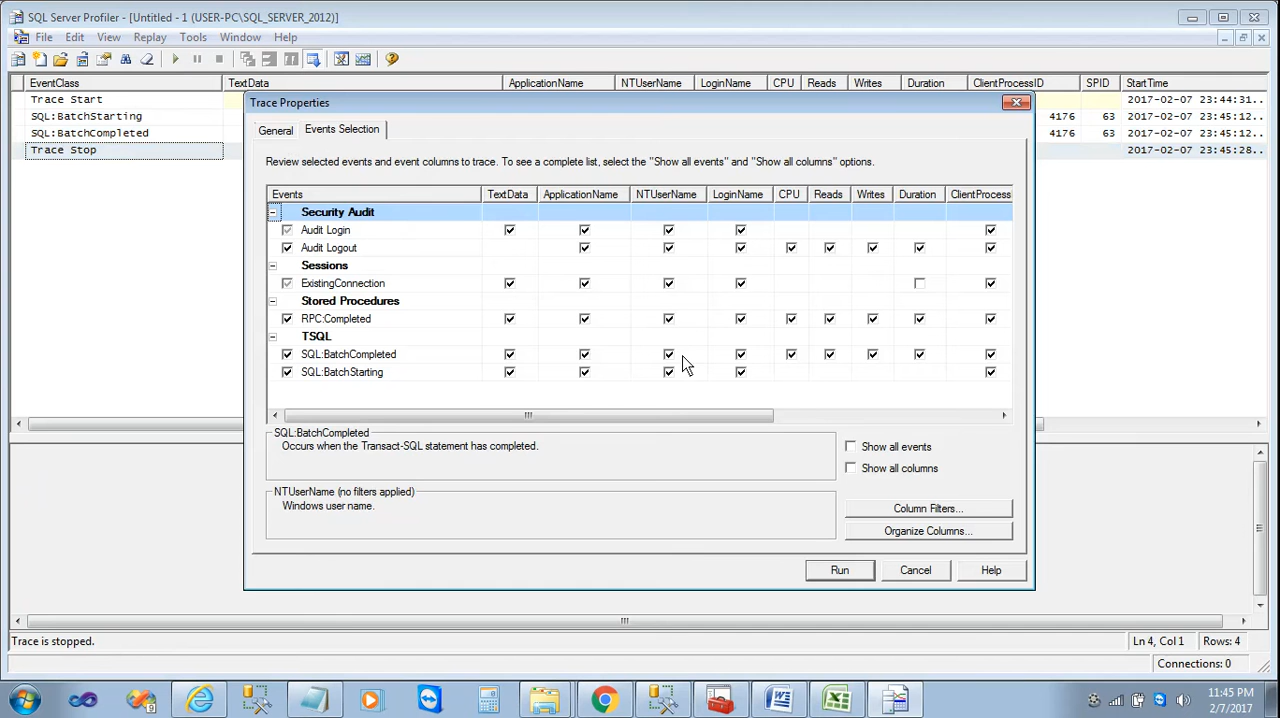 SQL Server Profiler - [Untitled - 1 (USER-PC\SQL_SERVER_2012)]
File Edit View Replay Tools Window Help
EventClass TextData ApplicationName NTUserName LoginName CPU Reads Writes Duration ClientProcessID SPID StartTime
Trace Start 2017-02-07 23:44:31..
SQL:BatchStarting 4176 63 2017-02-07 23:45:12..
SQL:BatchCompleted 4176 63 2017-02-07 23:45:12..
Trace Stop 2017-02-07 23:45:28..
Trace Properties
General Events Selection
Review selected events and event columns to trace. To see a complete list, select the "Show all events" and "Show all columns" options.
Events TextData ApplicationName NTUserName LoginName CPU Reads Writes Duration ClientProcess
Security Audit
Audit Login
Audit Logout
Sessions
ExistingConnection
Stored Procedures
RPC:Completed
TSQL
SQL:BatchCompleted
SQL:BatchStarting
SQL:BatchCompleted
Occurs when the Transact-SQL statement has completed.
Show all events
Show all columns
NTUserName (no filters applied)
Windows user name.
Column Filters...
Organize Columns...
Run Cancel Help
Trace is stopped. Ln 4, Col 1 Rows: 4
Connections: 0
11:45 PM
2/7/2017